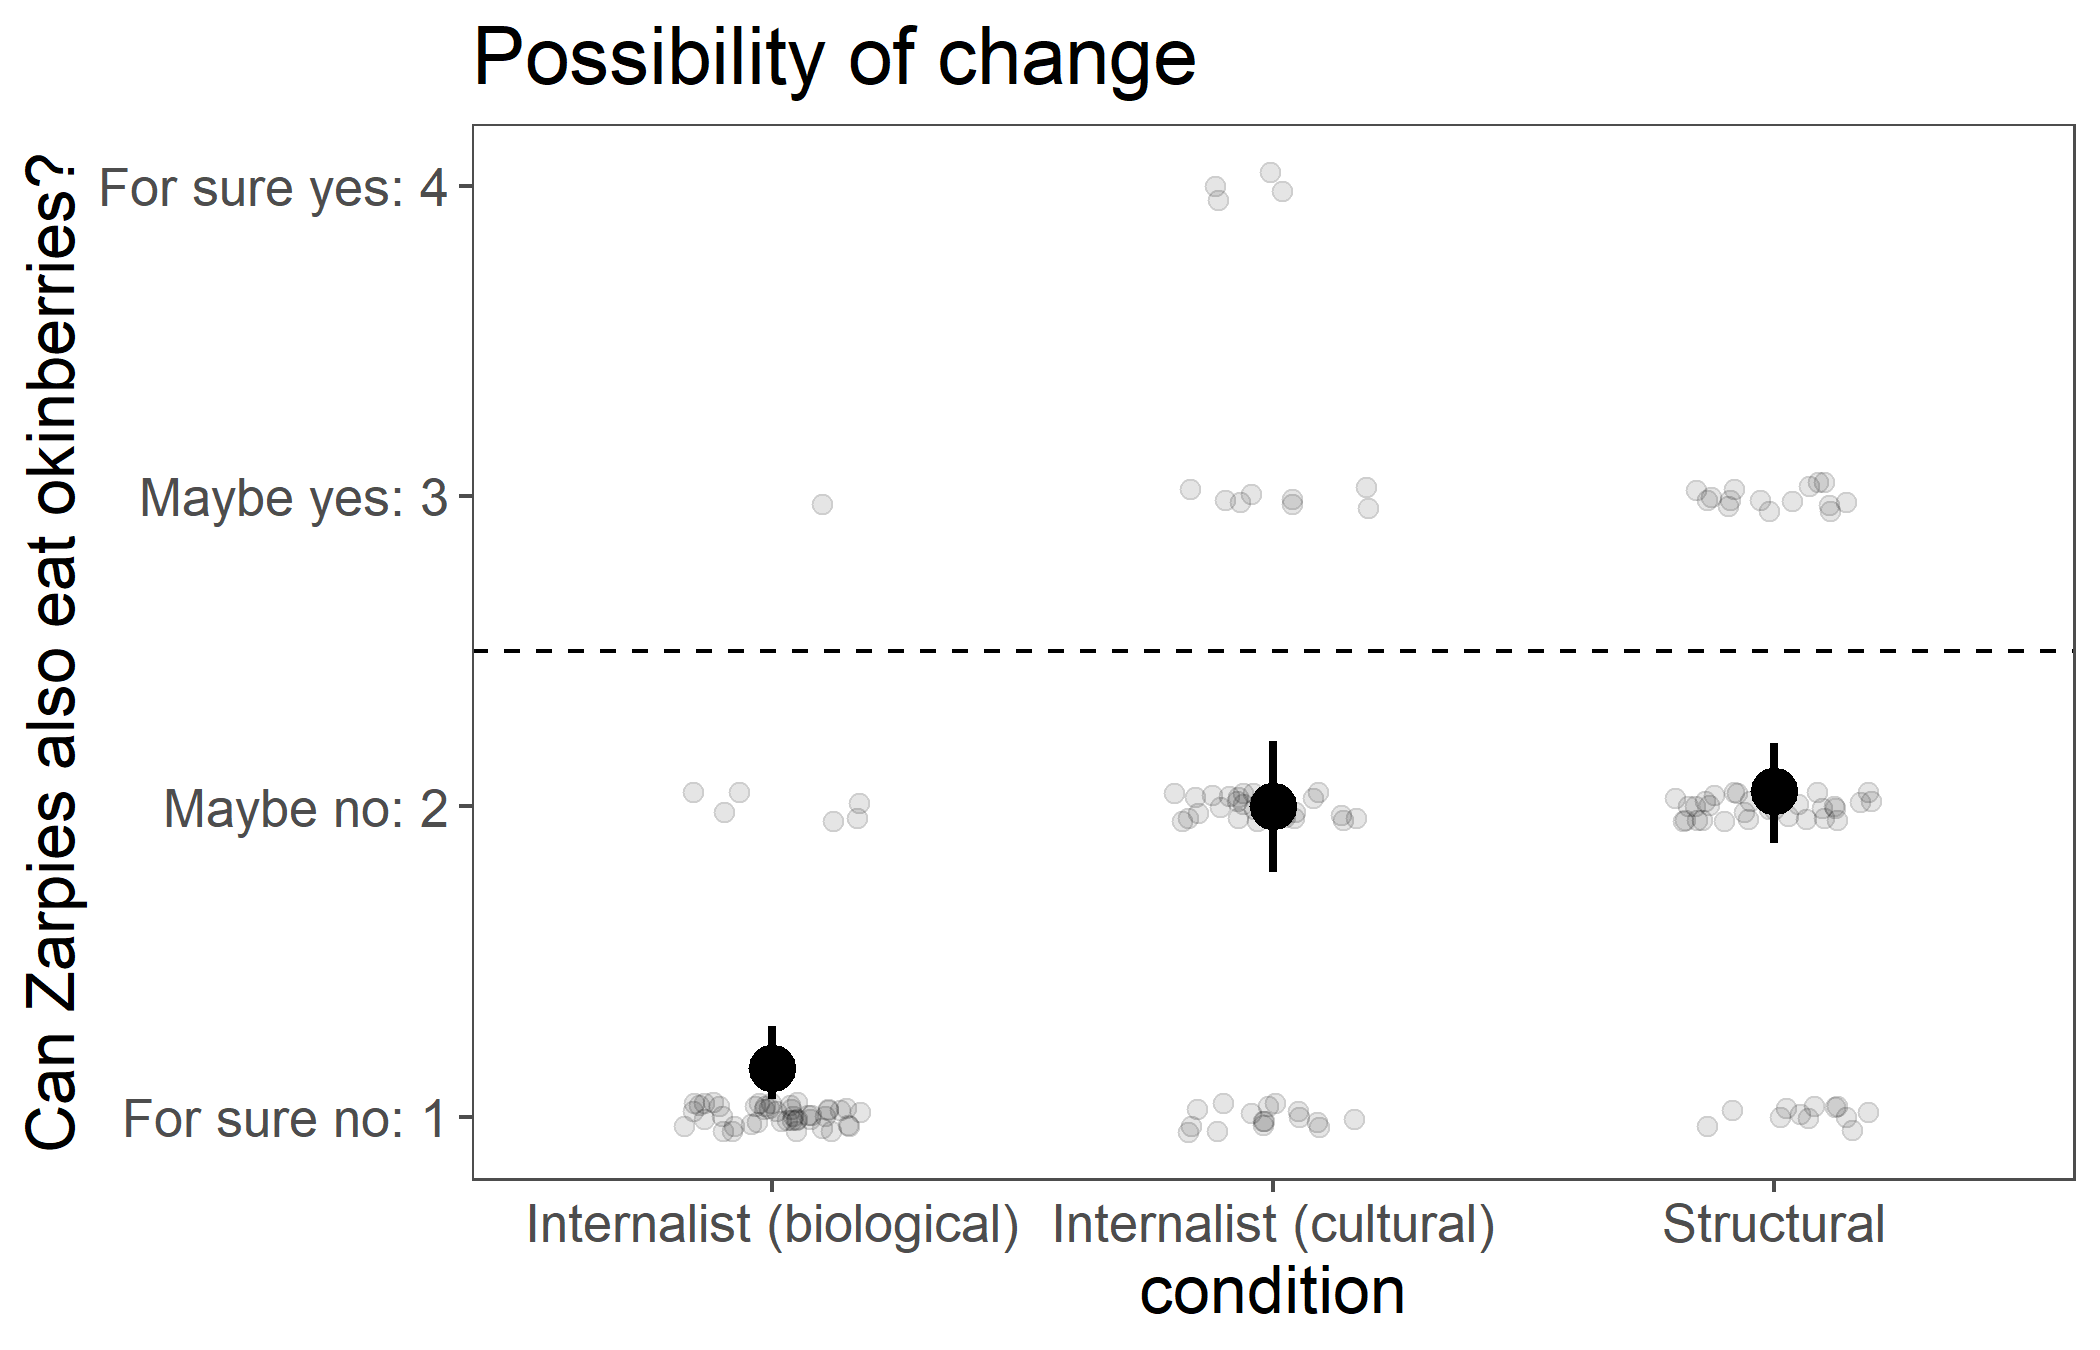 Possibility of change
Can Zarpies also eat okinberries?
For sure yes: 4
Maybe yes: 3
Maybe no: 2
For sure no: 1
Internalist (biological)
Internalist (cultural)
Structural
condition